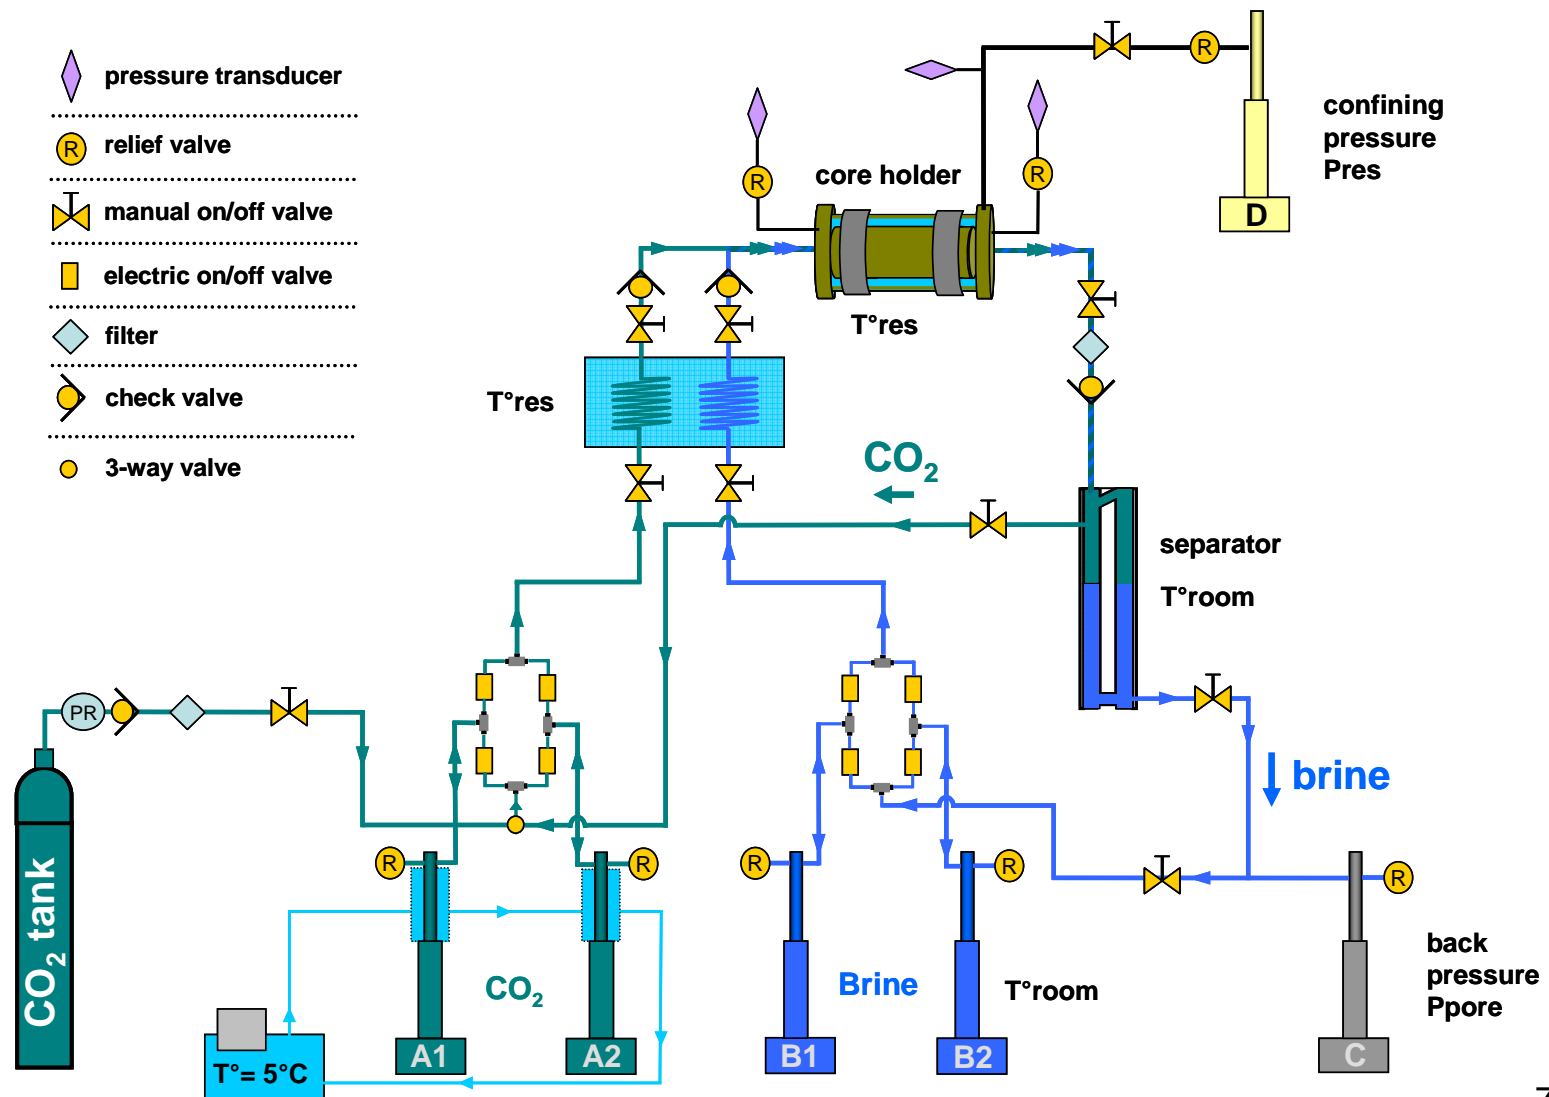 pressure transducer
R
relief valve
manual on/off valve
electric on/off valve
filter
check valve
3-way valve
R
R
R
core holder
T°res
T°res
confining
pressure
Pres
D
CO2
separator
T°room
PR
brine
R
R
R
R
R
CO2 tank
CO2
Brine
T°room
back
pressure
Ppore
T°= 5°C
A1
A2
B1
B2
C